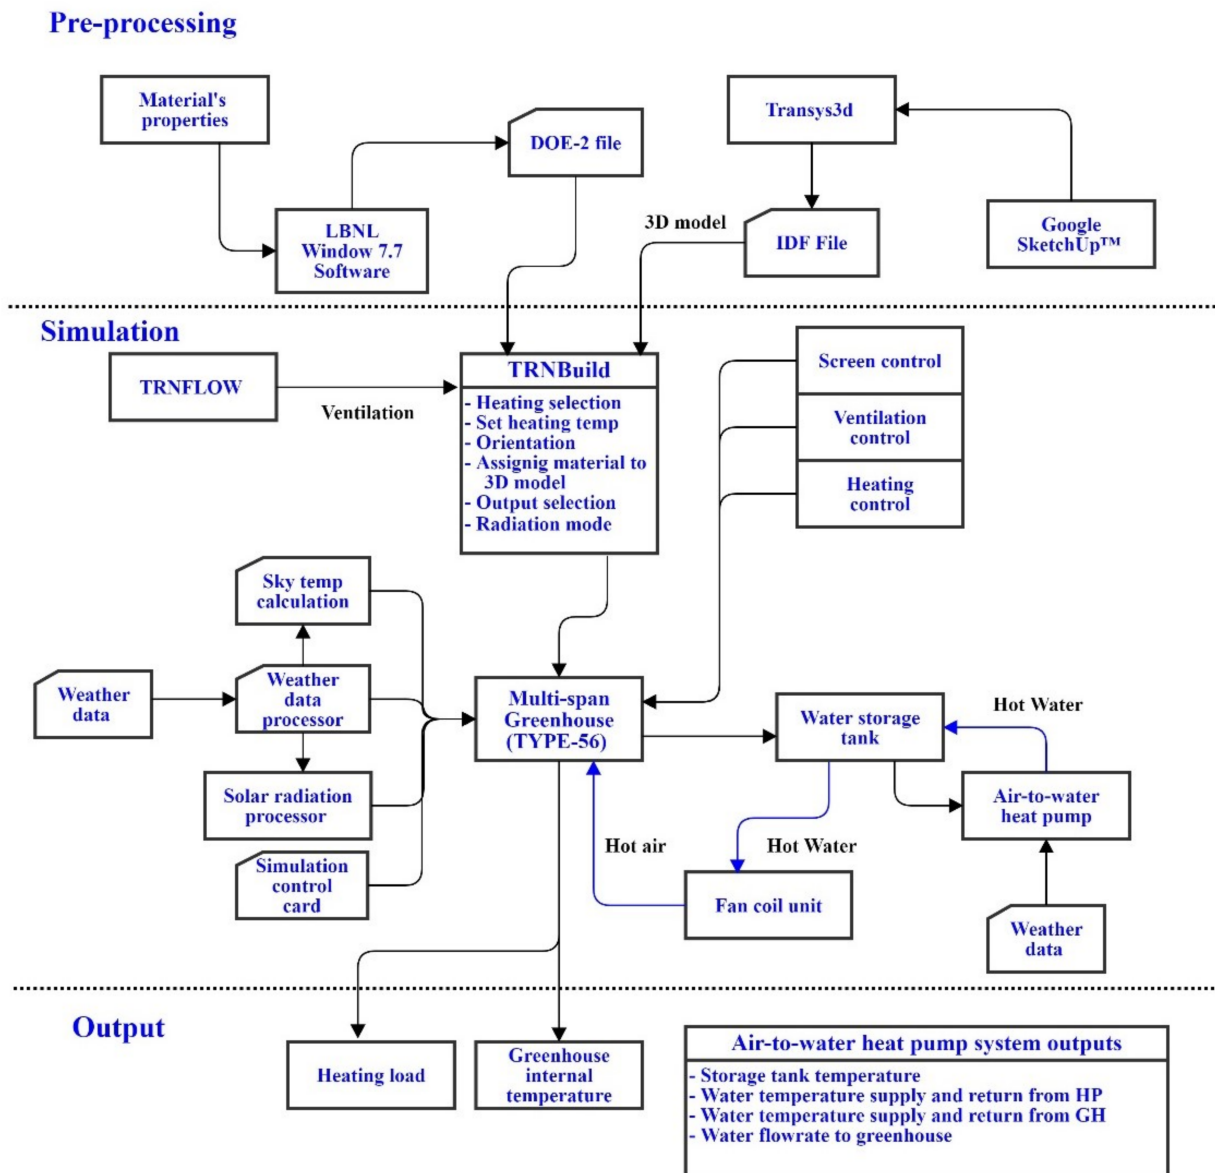 Pre-processing
Material's
properties
DOE-2 file
Transys3d
LBNL
Window 7.7
Software
3D model
IDF File
Google
SketchUp™
Simulation
TRNFLOW
Ventilation
TRNBuild
- Heating selection
- Set heating temp
- Orientation
- Assignig material to
3D model
- Output selection
- Radiation mode
Screen control
Ventilation
control
Heating
control
Sky temp
calculation
Weather
data
Weather
data
processor
Solar radiation
processor
Simulation
control
card
Multi-span
Greenhouse
(TYPE-56)
Water storage
tank
Hot Water
Air-to-water
heat pump
Hot air
Hot Water
Fan coil unit
Weather
data
Output
Heating load
Greenhouse
internal
temperature
Air-to-water heat pump system outputs
- Storage tank temperature
- Water temperature supply and return from HP
- Water temperature supply and return from GH
- Water flowrate to greenhouse